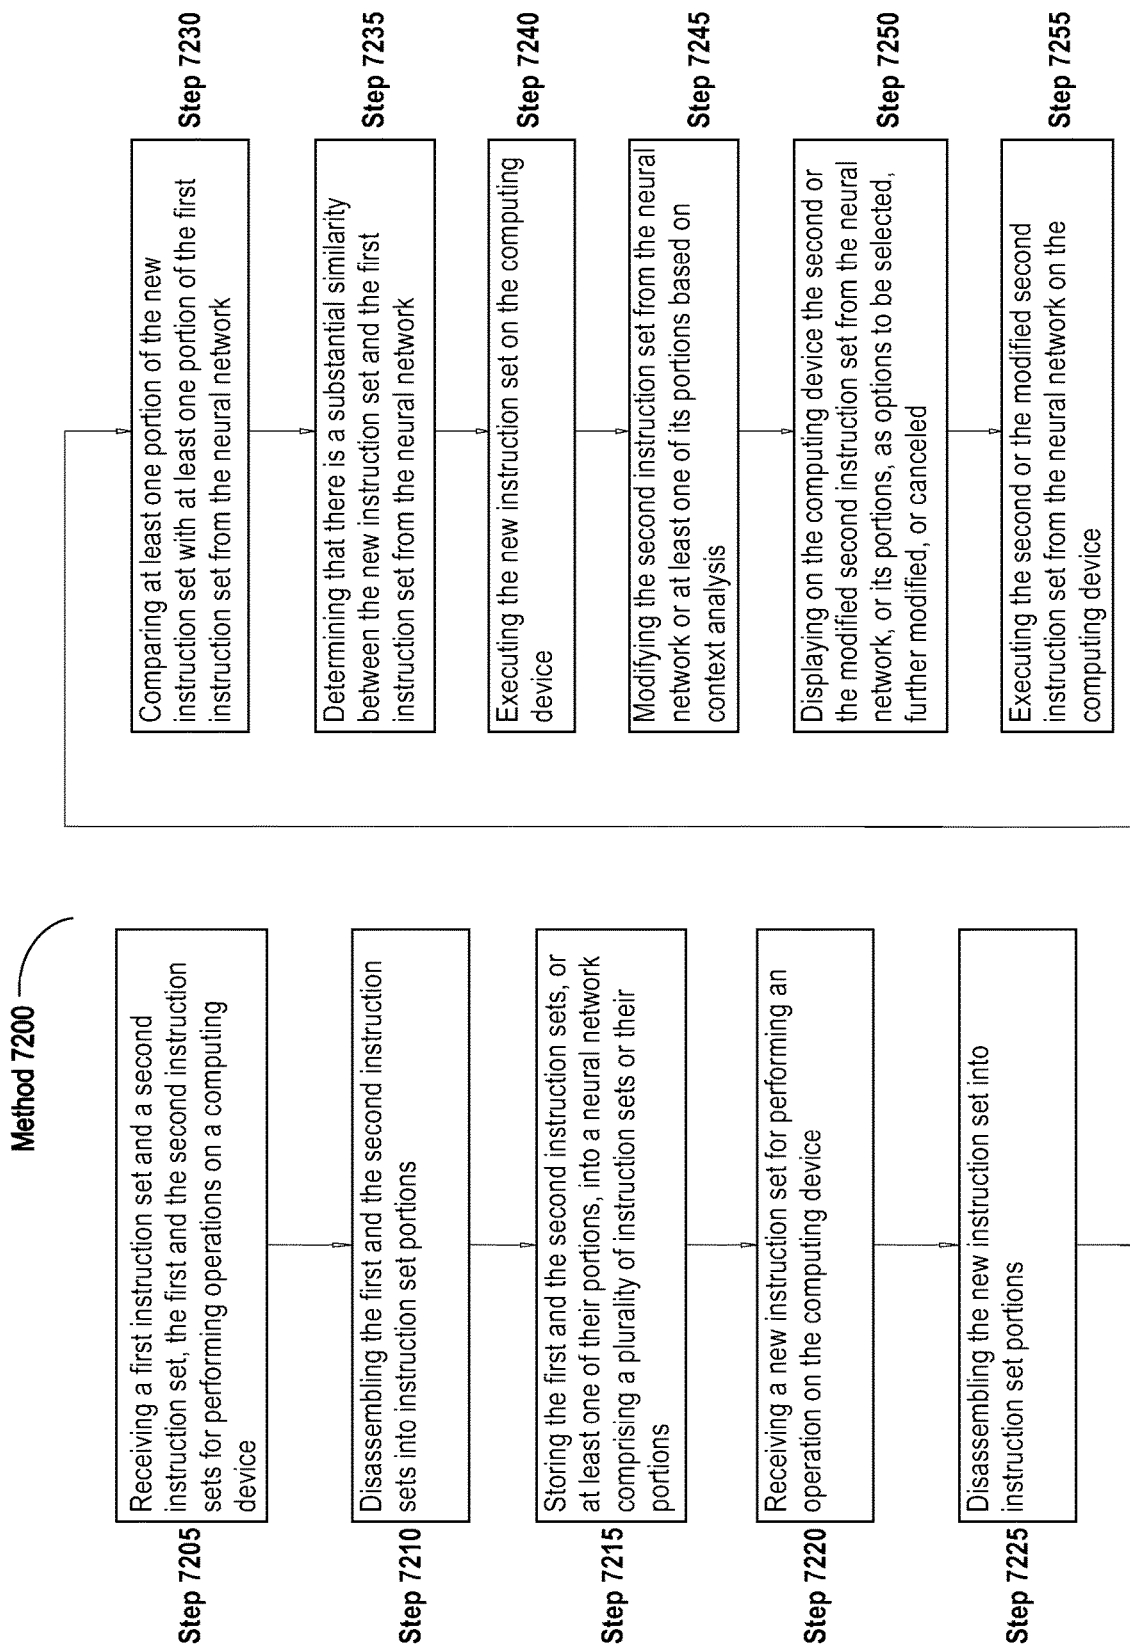 Method 7200
Step 7205
Receiving a first instruction set and a second
instruction set, the first and the second instruction
sets for performing operations on a computing
device
Step 7210
Disassembling the first and the second instruction
sets into instruction set portions
Step 7215
Storing the first and the second instruction sets, or
at least one of their portions, into a neural network
comprising a plurality of instruction sets or their
portions
Step 7220
Receiving a new instruction set for performing an
operation on the computing device
Step 7225
Disassembling the new instruction set into
instruction set portions
Comparing at least one portion of the new
instruction set with at least one portion of the first
instruction set from the neural network
Step 7230
Determining that there is a substantial similarity
between the new instruction set and the first
instruction set from the neural network
Step 7235
Executing the new instruction set on the computing
device
Step 7240
Modifying the second instruction set from the neural
network or at least one of its portions based on
context analysis
Step 7245
Displaying on the computing device the second or
the modified second instruction set from the neural
network, or its portions, as options to be selected,
further modified, or canceled
Step 7250
Executing the second or the modified second
instruction set from the neural network on the
computing device
Step 7255